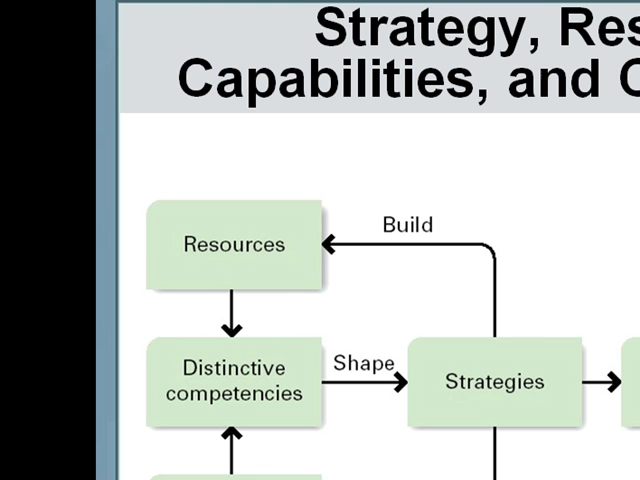 Strategy, Res
Capabilities, and
Build
Resources
Shape
Distinctive
competencies
Strategies